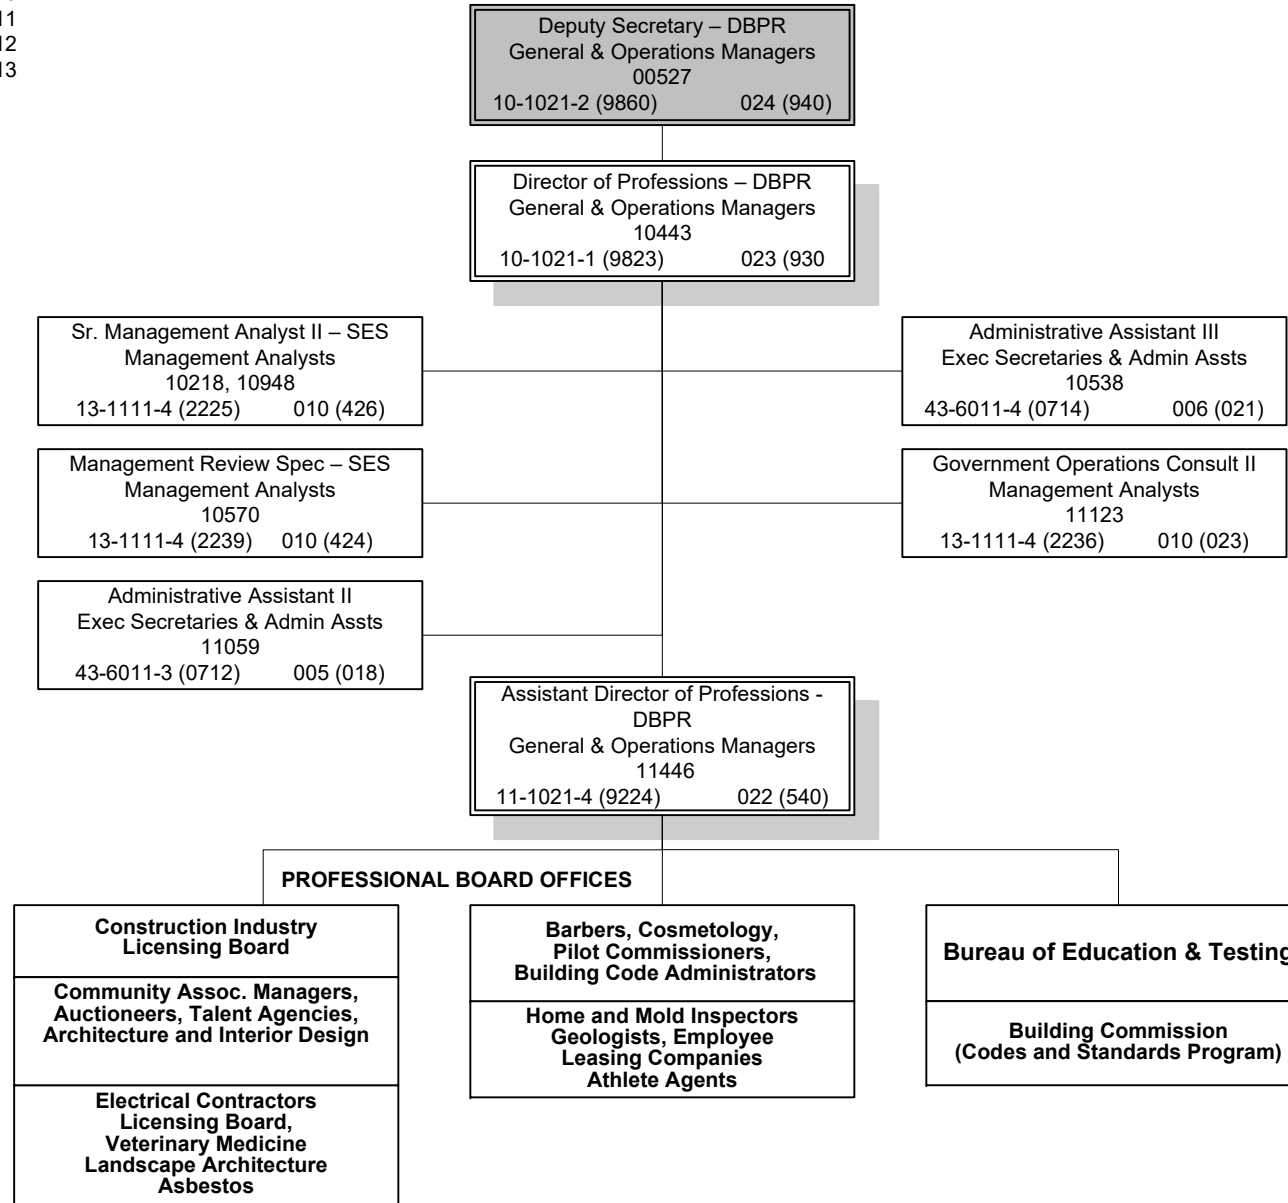 11
12
13
Deputy Secretary – DBPR
General & Operations Managers
00527
10-1021-2 (9860) 024 (940)
Director of Professions – DBPR
General & Operations Managers
10443
10-1021-1 (9823) 023 (930
Sr. Management Analyst II – SES
Management Analysts
10218, 10948
13-1111-4 (2225) 010 (426)
Administrative Assistant III
Exec Secretaries & Admin Assts
10538
43-6011-4 (0714) 006 (021)
Management Review Spec – SES
Management Analysts
10570
13-1111-4 (2239) 010 (424)
Government Operations Consult II
Management Analysts
11123
13-1111-4 (2236) 010 (023)
Administrative Assistant II
Exec Secretaries & Admin Assts
11059
43-6011-3 (0712) 005 (018)
Assistant Director of Professions -
DBPR
General & Operations Managers
11446
11-1021-4 (9224) 022 (540)
PROFESSIONAL BOARD OFFICES
Construction Industry
Licensing Board
Community Assoc. Managers,
Auctioneers, Talent Agencies,
Architecture and Interior Design
Electrical Contractors
Licensing Board,
Veterinary Medicine
Landscape Architecture
Asbestos
Barbers, Cosmetology,
Pilot Commissioners,
Building Code Administrators
Home and Mold Inspectors
Geologists, Employee
Leasing Companies
Athlete Agents
Bureau of Education & Testing
Building Commission
(Codes and Standards Program)